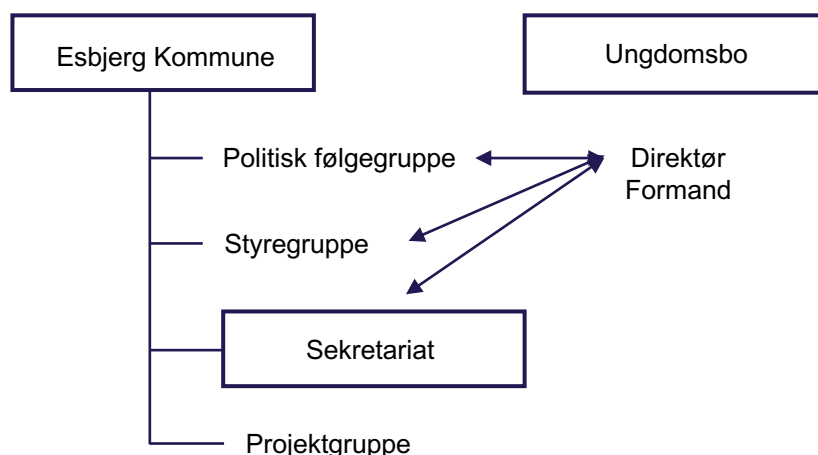 Esbjerg Kommune
Ungdomsbo
Politisk følgegruppe
Direktør
Formand
Styregruppe
Sekretariat
Projektgruppe